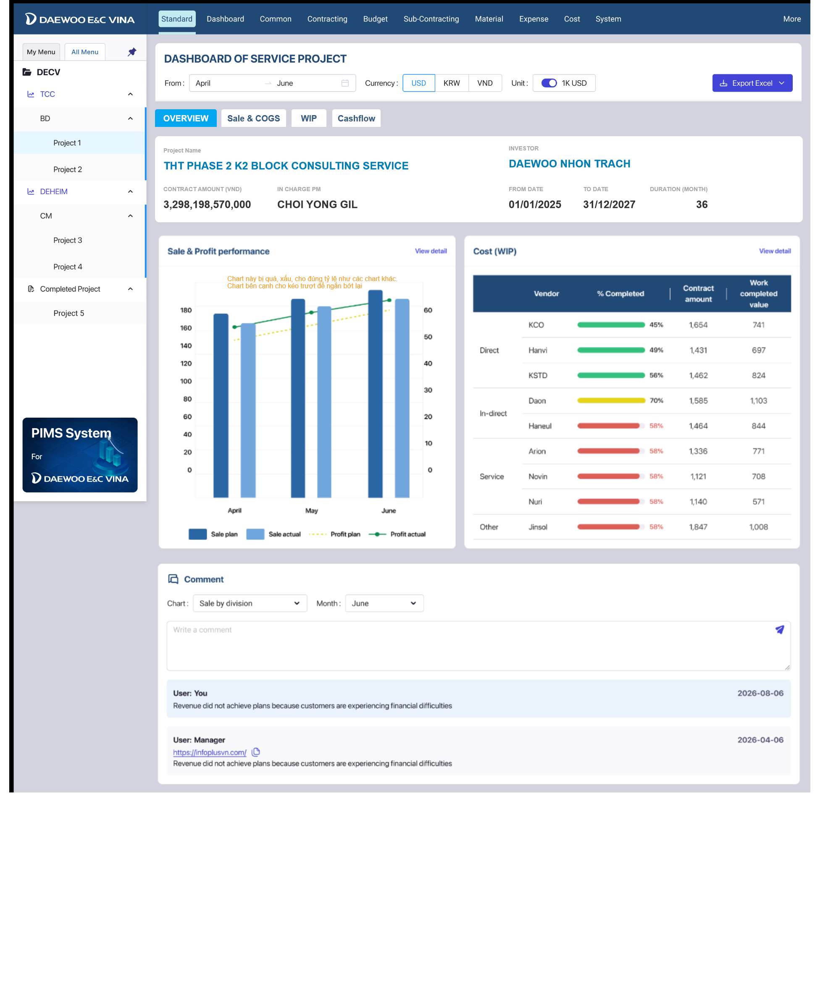 DAEWOO E&C VINA
Standard Dashboard Common Contracting Budget Sub-Contracting Material Expense Cost System More
My Menu All Menu
DECV
TCC
BD
Project 1
Project 2
DEHEIM
CM
Project 3
Project 4
Completed Project
Project 5
PIMS System
For
DAEWOO E&C VINA
DASHBOARD OF SERVICE PROJECT
From : April June Currency : USD KRW VND Unit : 1K USD Export Excel
OVERVIEW Sale & COGS WIP Cashflow
Project Name
THT PHASE 2 K2 BLOCK CONSULTING SERVICE
INVESTOR
DAEWOO NHON TRACH
CONTRACT AMOUNT (VND) IN CHARGE PM FROM DATE TO DATE DURATION (MONTH)
3,298,198,570,000 CHOI YONG GIL 01/01/2025 31/12/2027 36
Sale & Profit performance View detail
Chart này bị quá, xấu, cho đúng tỷ lệ như các chart khác.
Chart bên cạnh cho kéo trượt để ngắn bớt lại
180
160
140
120
100
80
60
40
20
0
60
50
40
30
20
10
0
April May June
Sale plan Sale actual Profit plan Profit actual
Cost (WIP) View detail
Vendor % Completed Contract amount Work completed value
Direct
KCO 45% 1,654 741
Hanvi 49% 1,431 697
KSTD 56% 1,462 824
In-direct
Daon 70% 1,585 1,103
Haneul 58% 1,464 844
Service
Arion 58% 1,336 771
Novin 58% 1,121 708
Nuri 58% 1,140 571
Other Jinsol 58% 1,847 1,008
Comment
Chart : Sale by division Month : June
Write a comment
User: You 2026-08-06
Revenue did not achieve plans because customers are experiencing financial difficulties
User: Manager 2026-04-06
https://infoplusvn.com/
Revenue did not achieve plans because customers are experiencing financial difficulties